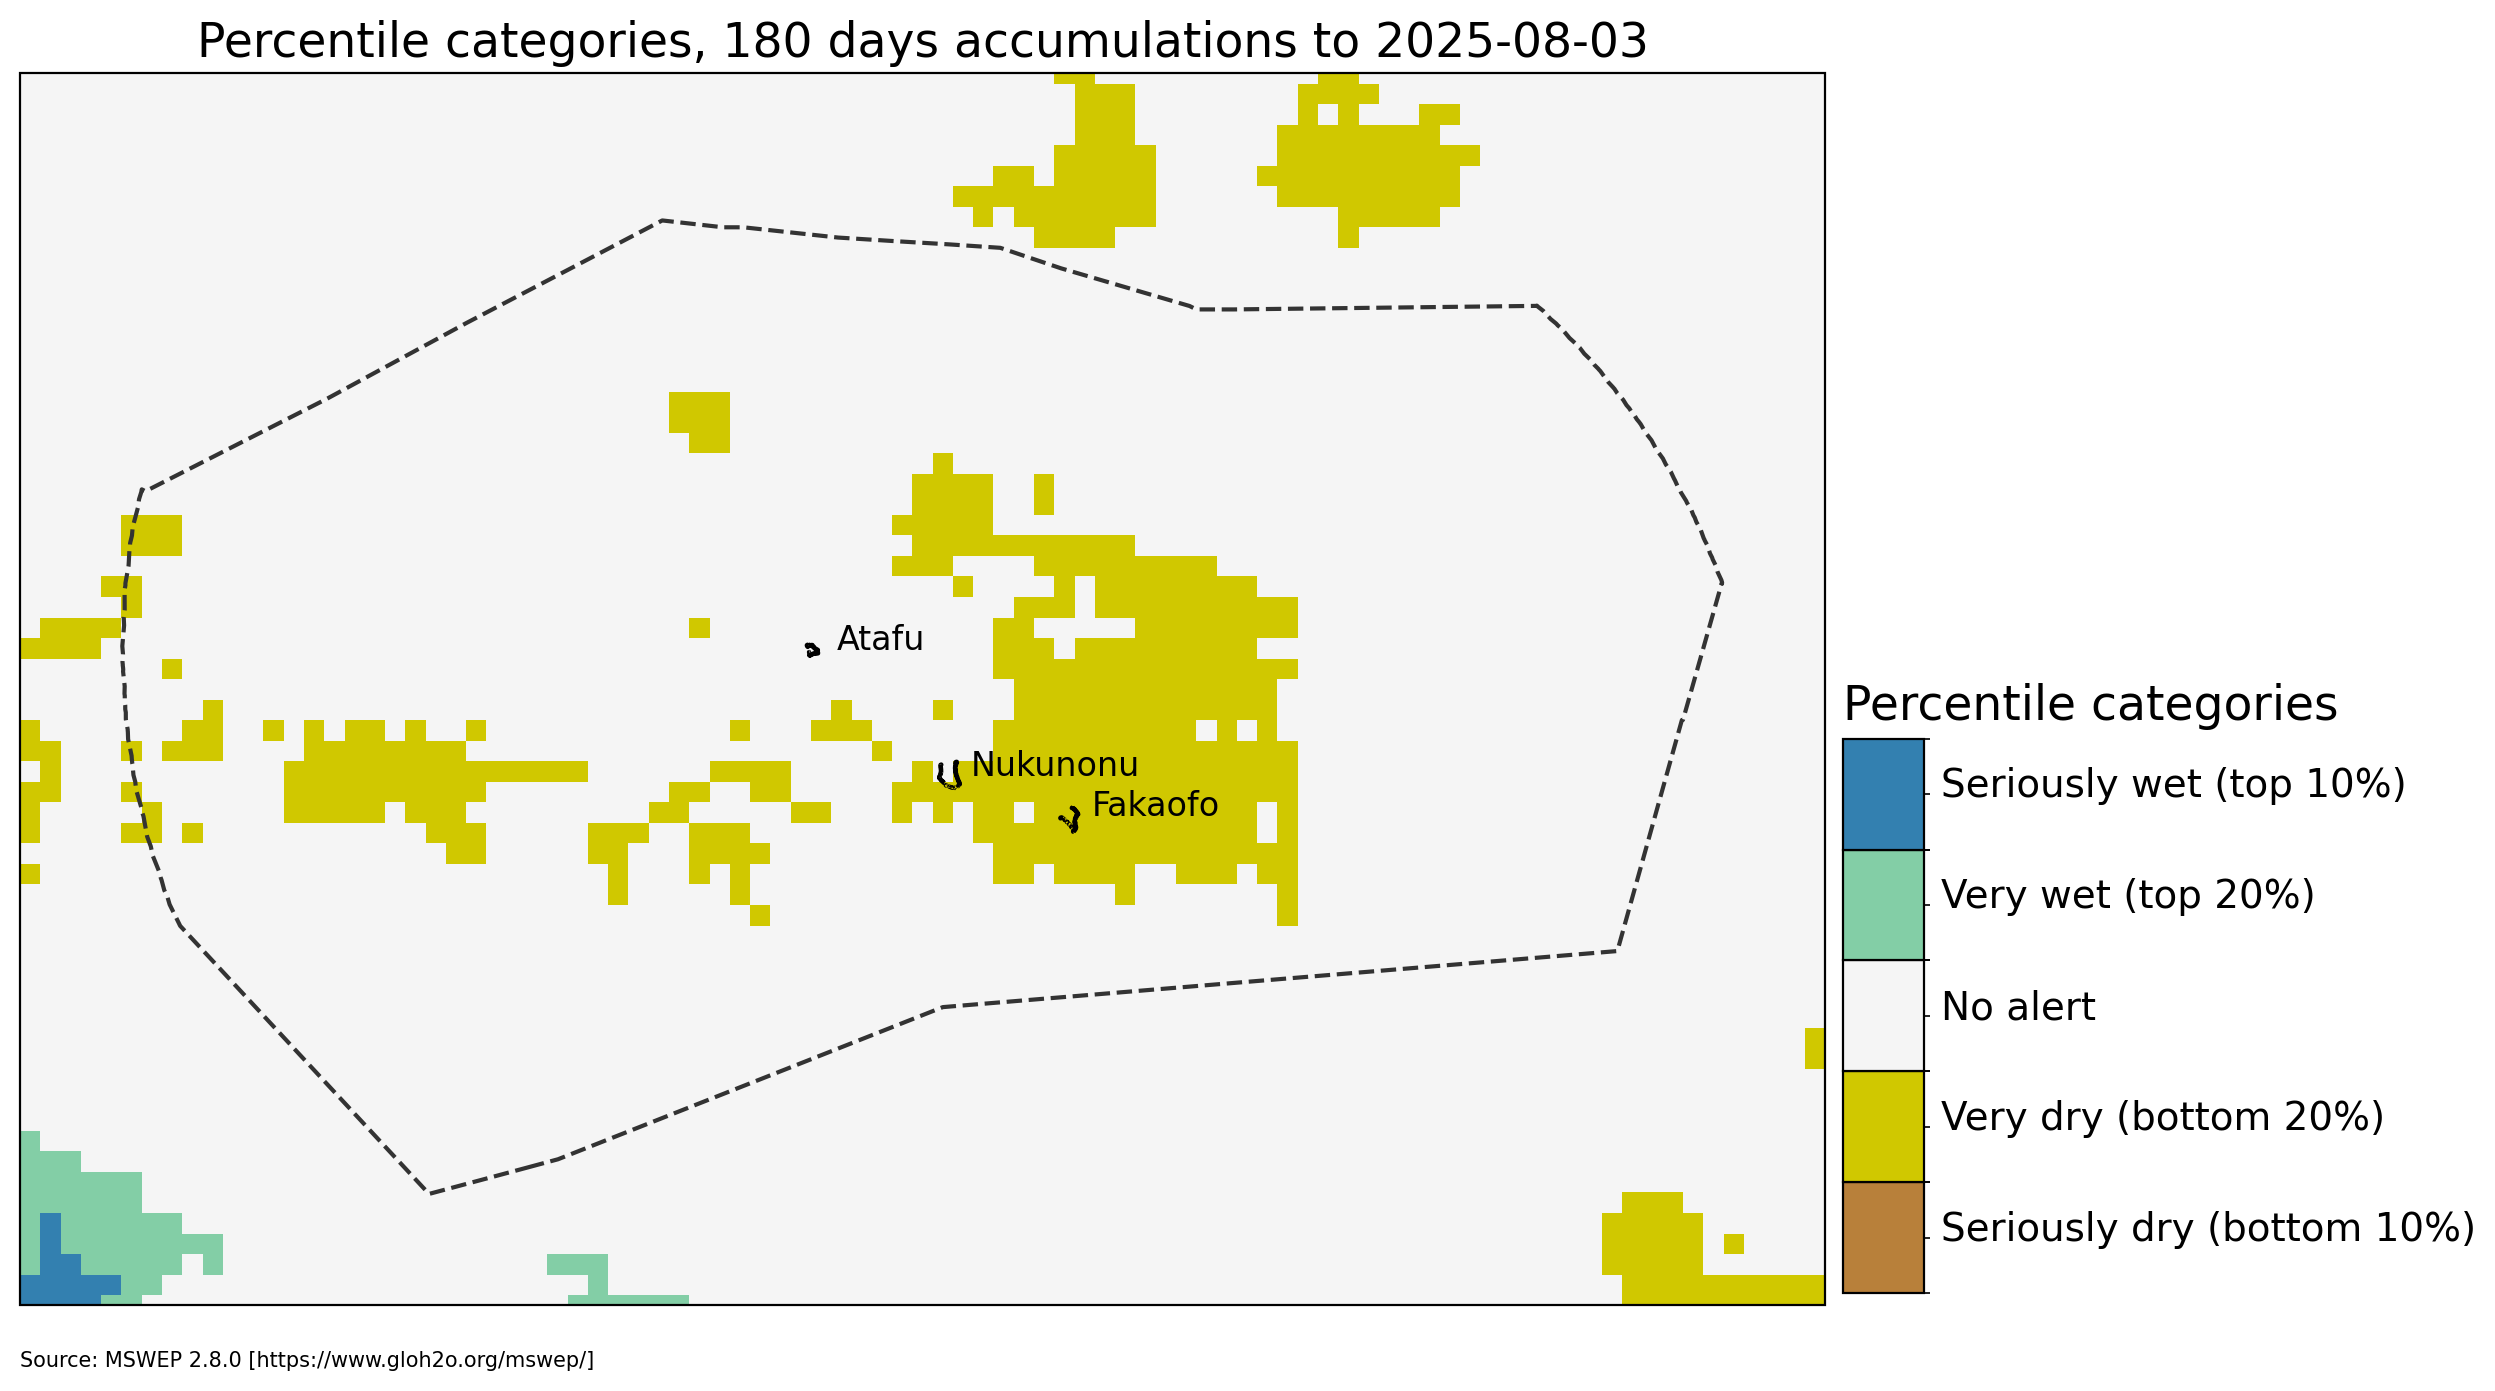 Percentile categories, 180 days accumulations to 2025-08-03
Atafu
Nukunonu
Fakaofo
Percentile categories
Seriously wet (top 10%)
Very wet (top 20%)
No alert
Very dry (bottom 20%)
Seriously dry (bottom 10%)
Source: MSWEP 2.8.0 [https://www.gloh2o.org/mswep/]